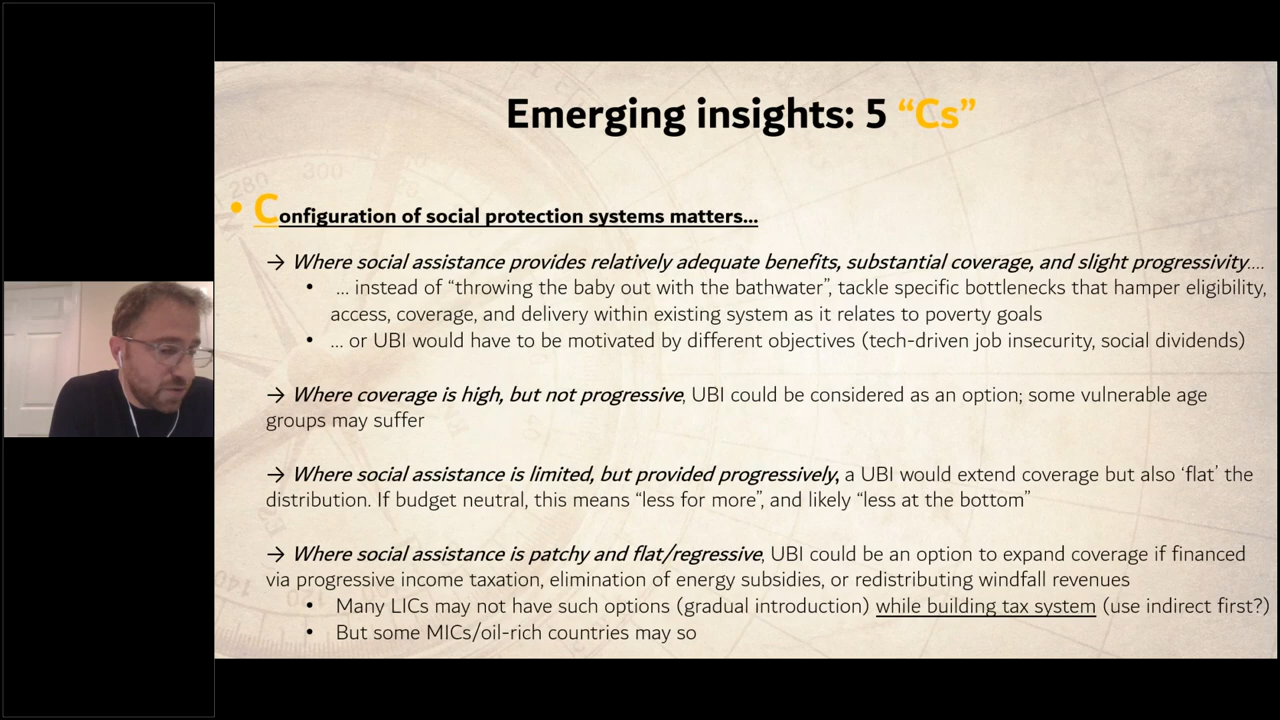 Emerging insights: 5 “Cs”
• Configuration of social protection systems matters...
→ Where social assistance provides relatively adequate benefits, substantial coverage, and slight progressivity....
• ... instead of “throwing the baby out with the bathwater”, tackle specific bottlenecks that hamper eligibility,
access, coverage, and delivery within existing system as it relates to poverty goals
• ... or UBI would have to be motivated by different objectives (tech-driven job insecurity, social dividends)
→ Where coverage is high, but not progressive, UBI could be considered as an option; some vulnerable age
groups may suffer
→ Where social assistance is limited, but provided progressively, a UBI would extend coverage but also ‘flat’ the
distribution. If budget neutral, this means “less for more”, and likely “less at the bottom”
→ Where social assistance is patchy and flat/regressive, UBI could be an option to expand coverage if financed
via progressive income taxation, elimination of energy subsidies, or redistributing windfall revenues
• Many LICs may not have such options (gradual introduction) while building tax system (use indirect first?)
• But some MICs/oil-rich countries may so
280
300
140